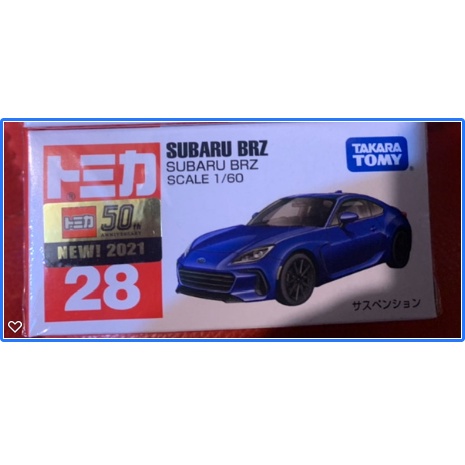 トミカ
トミカ 50th
ANNIVERSARY
NEW! 2021
28
SUBARU BRZ
SUBARU BRZ
SCALE 1/60
TAKARA
TOMY
サスペンション